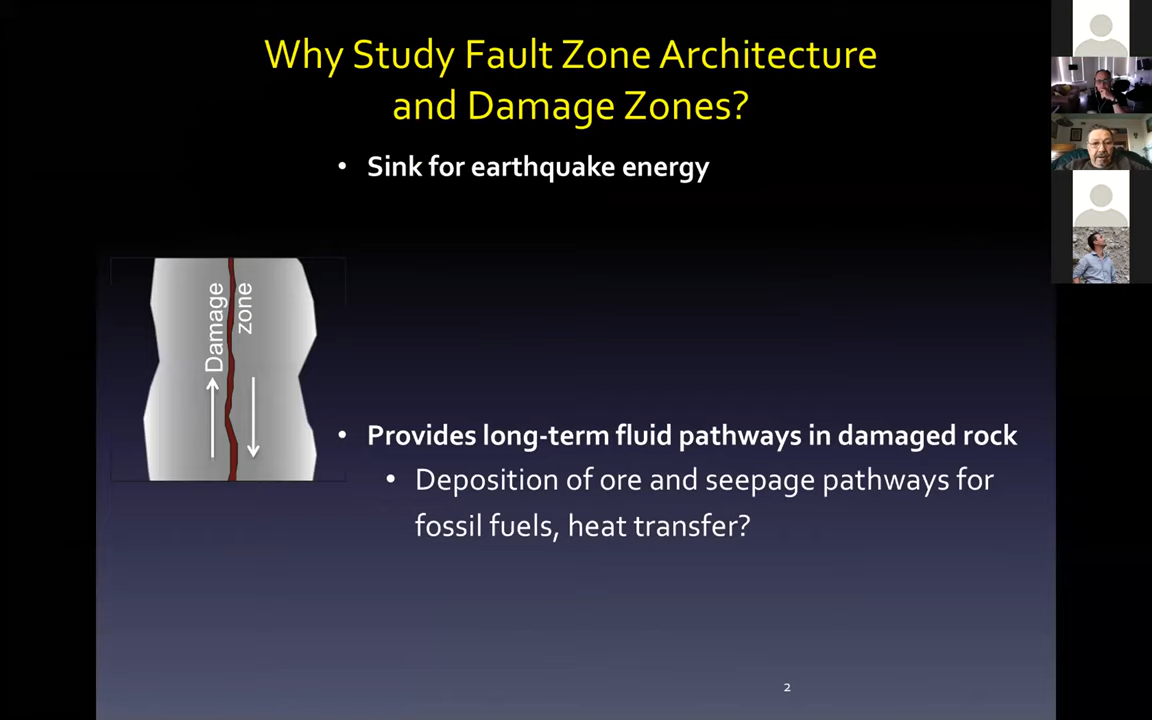 Why Study Fault Zone Architecture
and Damage Zones?
• Sink for earthquake energy
Damage
zone
• Provides long-term fluid pathways in damaged rock
• Deposition of ore and seepage pathways for
fossil fuels, heat transfer?
2